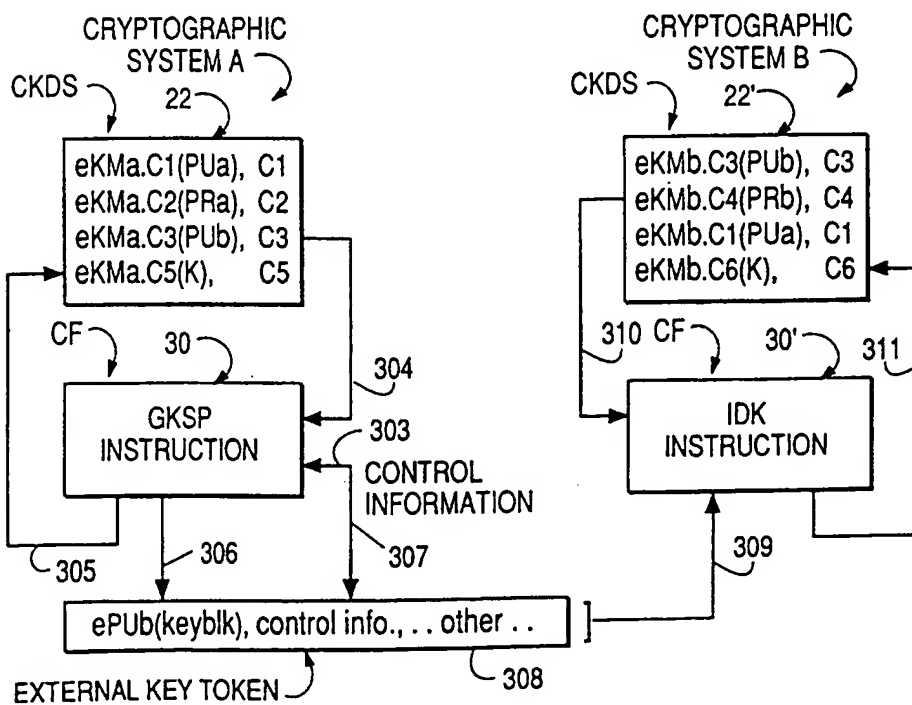 CRYPTOGRAPHIC
SYSTEM A
CKDS
22
eKMa.C1(PUa), C1
eKMa.C2(PRa), C2
eKMa.C3(PUb), C3
eKMa.C5(K), C5
CF
30
304
GKSP
INSTRUCTION
303
CONTROL
INFORMATION
305
306
307
ePUb(keyblk), control info., . . other . .
308
EXTERNAL KEY TOKEN
CRYPTOGRAPHIC
SYSTEM B
CKDS
22'
eKMb.C3(PUb), C3
eKMb.C4(PRb), C4
eKMb.C1(PUa), C1
eKMb.C6(K), C6
310
CF
30'
311
IDK
INSTRUCTION
309